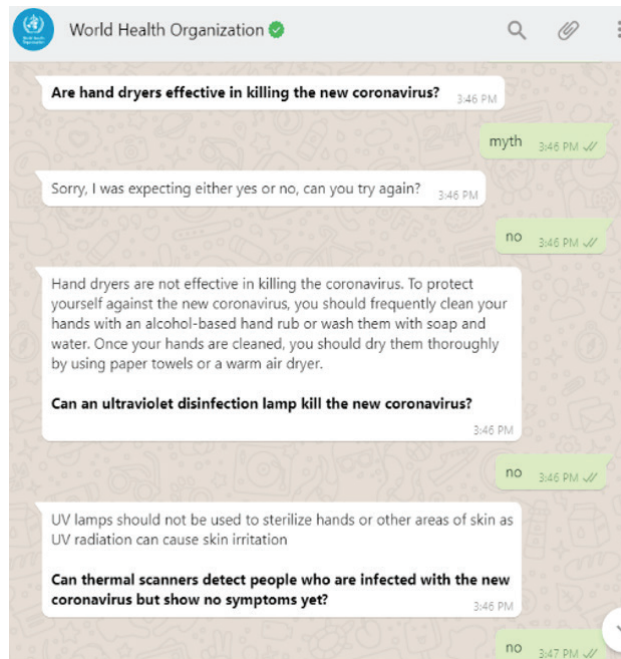 World Health Organization
Are hand dryers effective in killing the new coronavirus?
3:46 PM
myth
3:46 PM
Sorry, I was expecting either yes or no, can you try again?
3:46 PM
no
3:46 PM
Hand dryers are not effective in killing the coronavirus. To protect
yourself against the new coronavirus, you should frequently clean your
hands with an alcohol-based hand rub or wash them with soap and
water. Once your hands are cleaned, you should dry them thoroughly
by using paper towels or a warm air dryer.
Can an ultraviolet disinfection lamp kill the new coronavirus?
3:46 PM
no
3:46 PM
UV lamps should not be used to sterilize hands or other areas of skin as
UV radiation can cause skin irritation
Can thermal scanners detect people who are infected with the new
coronavirus but show no symptoms yet?
3:46 PM
no
3:47 PM